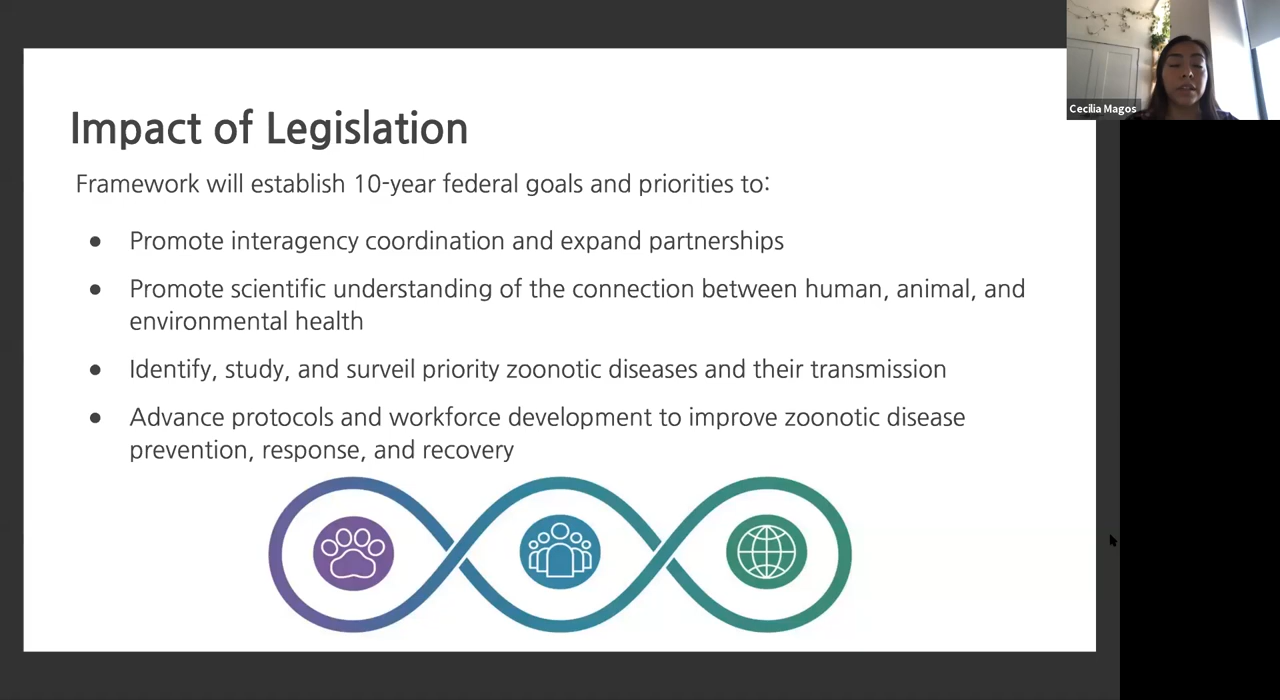 Impact of Legislation
Framework will establish 10-year federal goals and priorities to:
● Promote interagency coordination and expand partnerships
● Promote scientific understanding of the connection between human, animal, and
environmental health
● Identify, study, and surveil priority zoonotic diseases and their transmission
● Advance protocols and workforce development to improve zoonotic disease
prevention, response, and recovery
Cecilia Magos